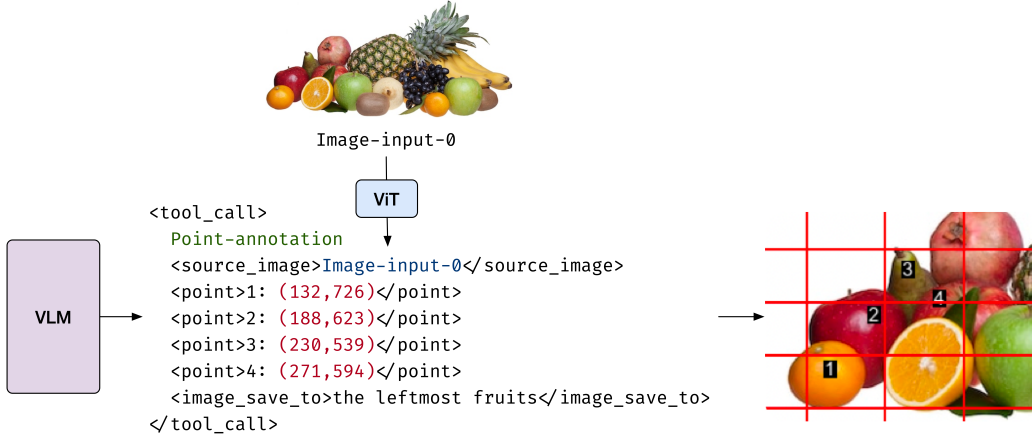 Image-input-0
ViT
<tool_call>
Point-annotation
<source_image>Image-input-0</source_image>
<point>1: (132,726)</point>
<point>2: (188,623)</point>
<point>3: (230,539)</point>
<point>4: (271,594)</point>
<image_save_to>the leftmost fruits</image_save_to>
</tool_call>
VLM
3
4
2
1